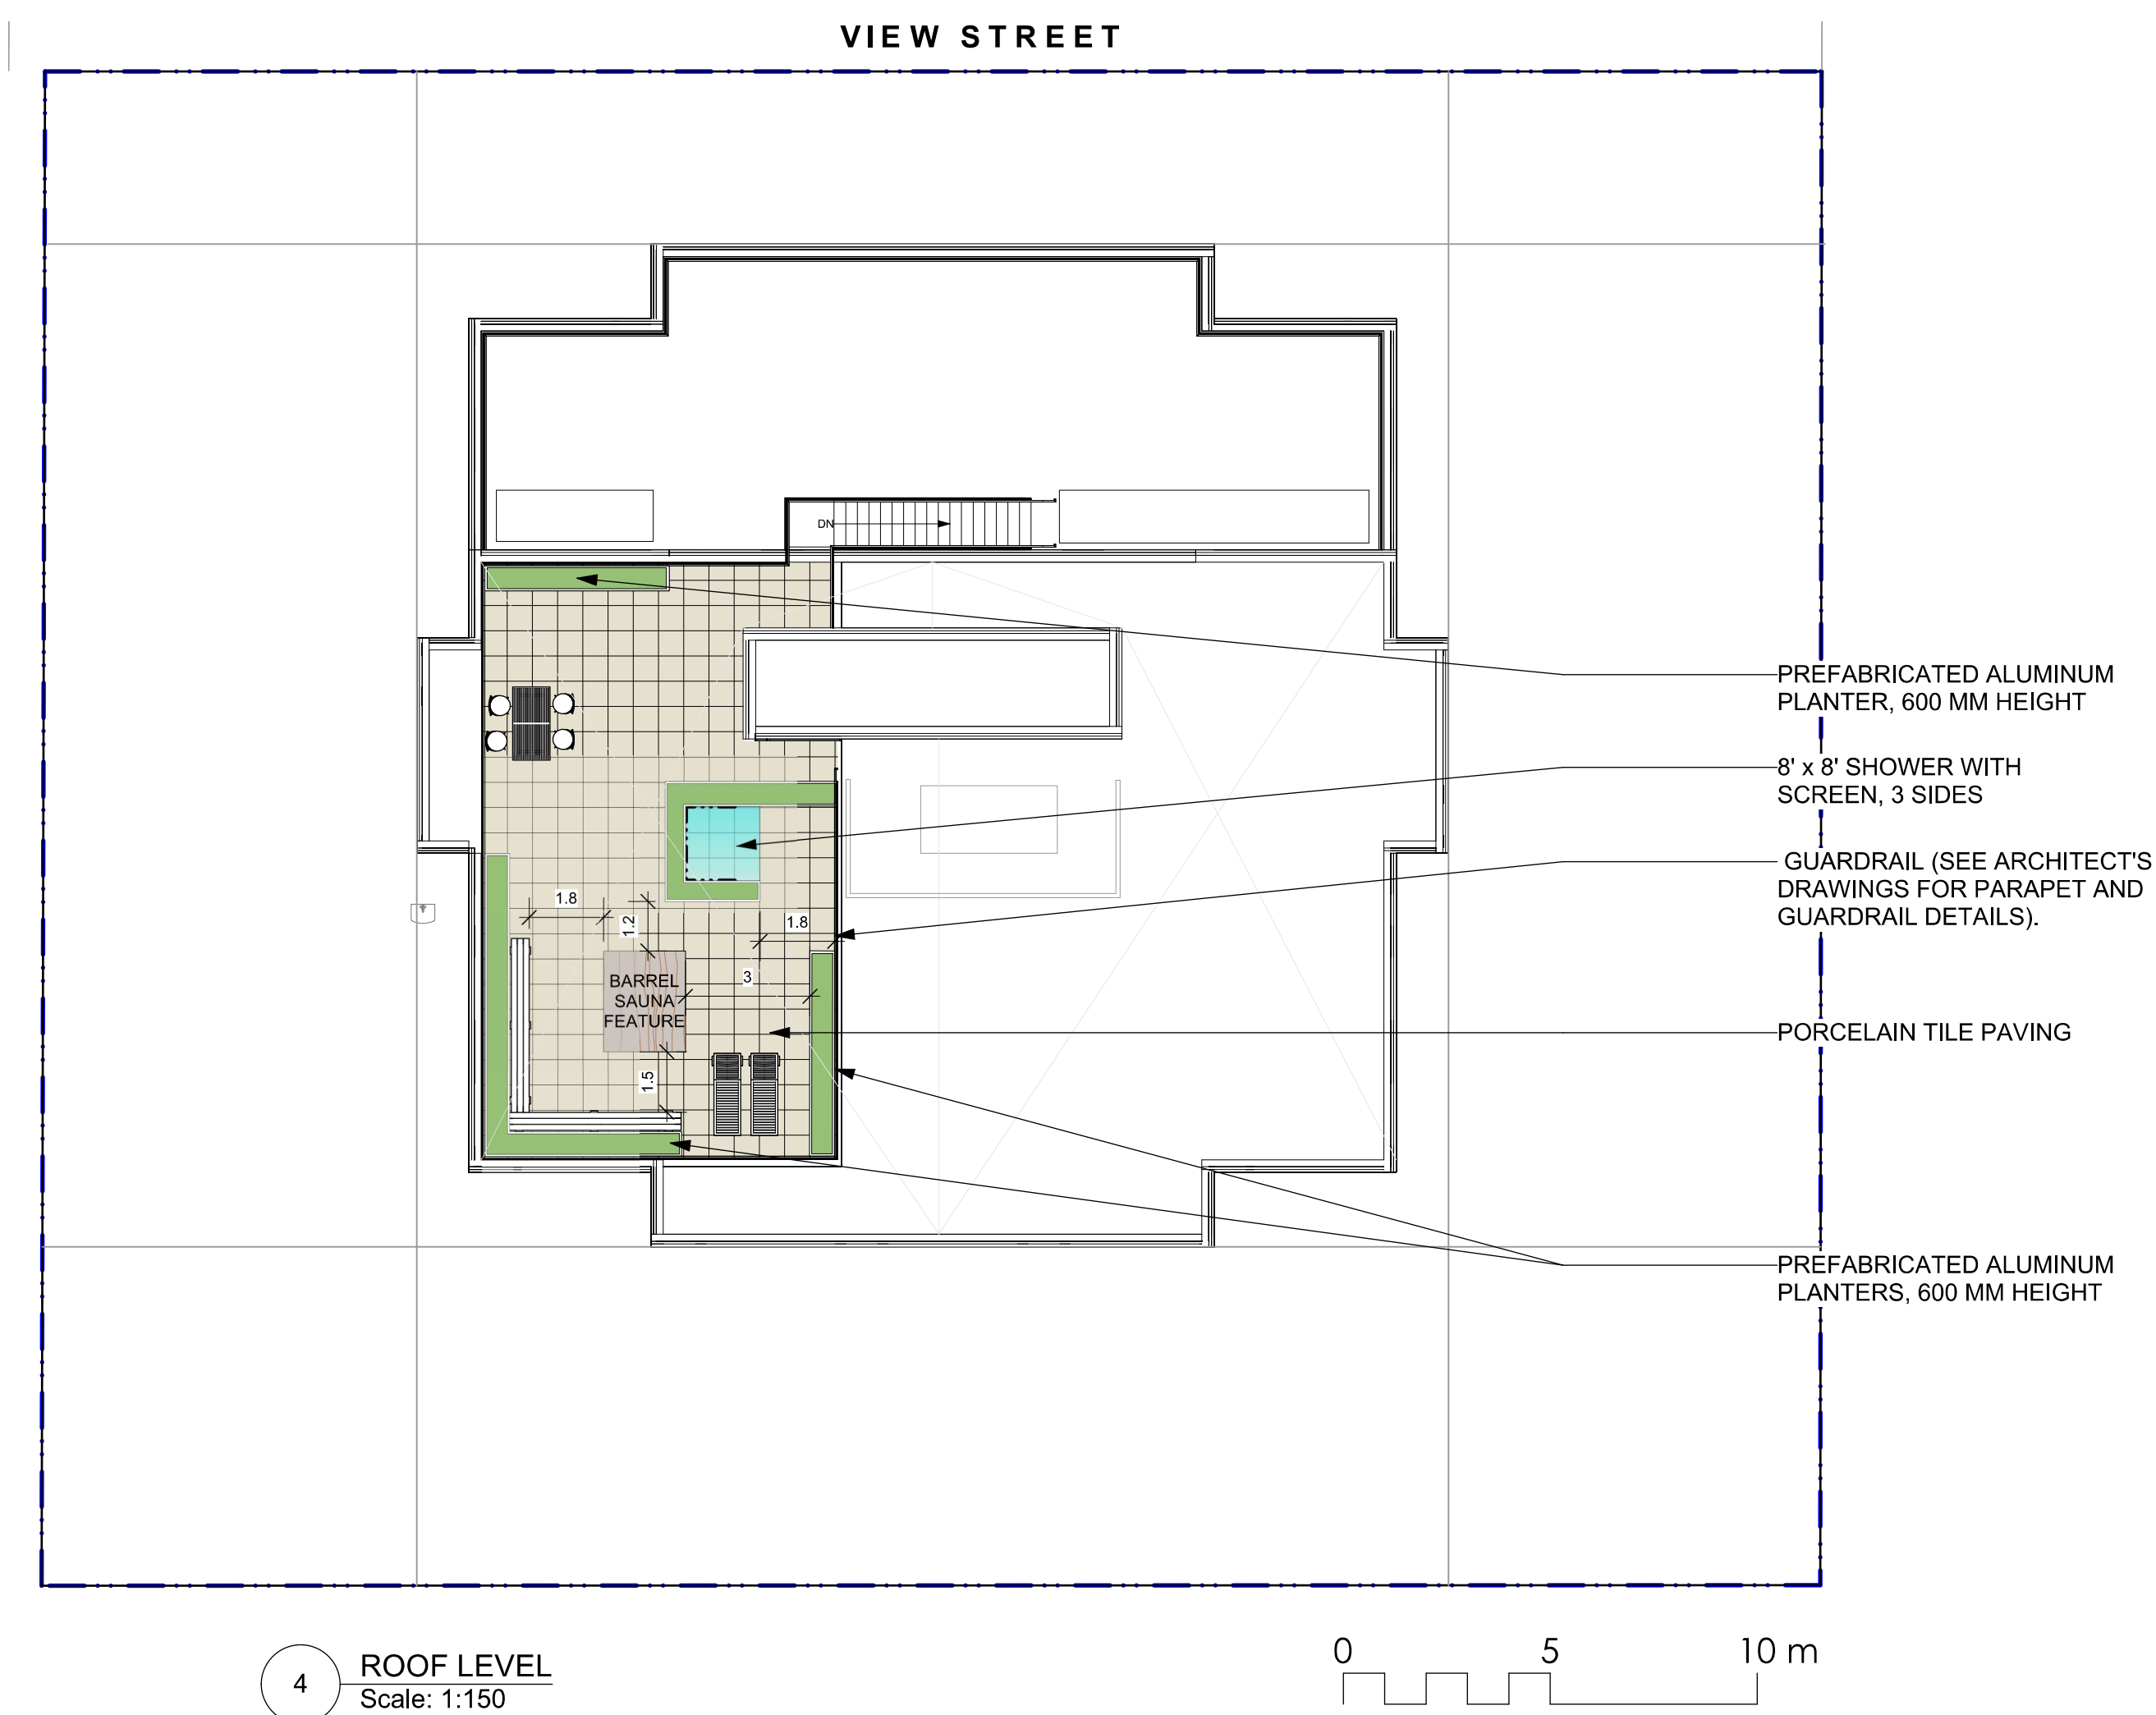 VIEW STREET
DN
PREFABRICATED ALUMINUM
PLANTER, 600 MM HEIGHT
8' x 8' SHOWER WITH
SCREEN, 3 SIDES
GUARDRAIL (SEE ARCHITECT'S
DRAWINGS FOR PARAPET AND
GUARDRAIL DETAILS).
1.8
1.2
1.8
3
BARREL
SAUNA
FEATURE
PORCELAIN TILE PAVING
1.5
PREFABRICATED ALUMINUM
PLANTERS, 600 MM HEIGHT
4
ROOF LEVEL
Scale: 1:150
0 5 10 m